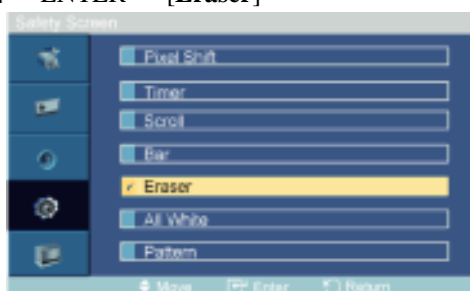 ENTER [Eraser]
Safety Screen
Pixel Shift
Timer
Scroll
Bar
Eraser
All White
Pattern
Move Enter Return